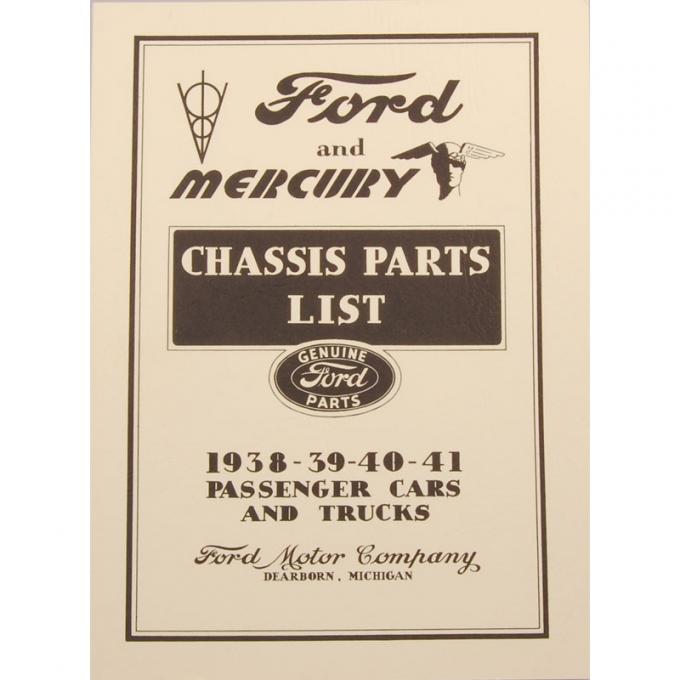 V8
Ford
and
MERCURY
CHASSIS PARTS
LIST
GENUINE
Ford
PARTS
1938-39-40-41
PASSENGER CARS
AND TRUCKS
Ford Motor Company
DEARBORN, MICHIGAN